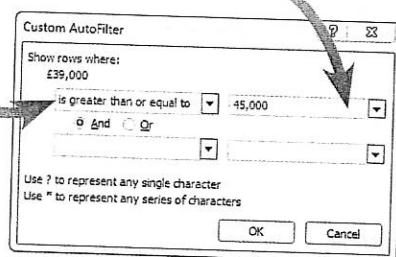 Custom AutoFilter
Show rows where:
£39,000
is greater than or equal to 45,000
And Or
Use ? to represent any single character
Use * to represent any series of characters
OK Cancel